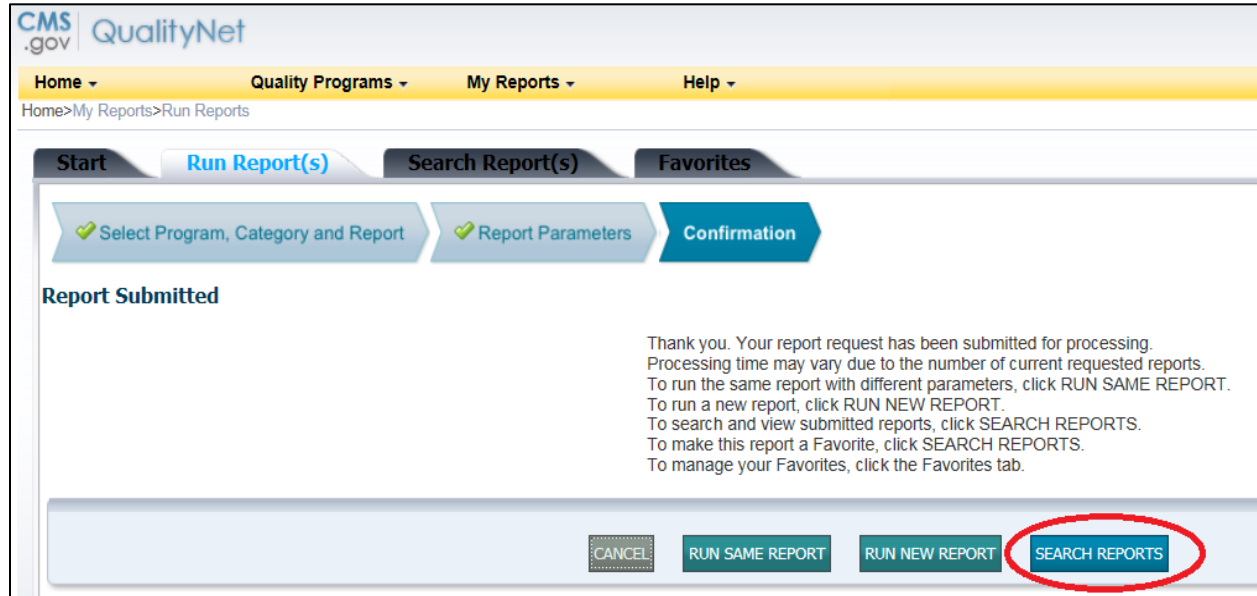 CMS
.gov
QualityNet
Home Quality Programs My Reports Help
Home>My Reports>Run Reports
Start Run Report(s) Search Report(s) Favorites
Select Program, Category and Report Report Parameters Confirmation
Report Submitted
Thank you. Your report request has been submitted for processing.
Processing time may vary due to the number of current requested reports.
To run the same report with different parameters, click RUN SAME REPORT.
To run a new report, click RUN NEW REPORT.
To search and view submitted reports, click SEARCH REPORTS.
To make this report a Favorite, click SEARCH REPORTS.
To manage your Favorites, click the Favorites tab.
CANCEL RUN SAME REPORT RUN NEW REPORT SEARCH REPORTS